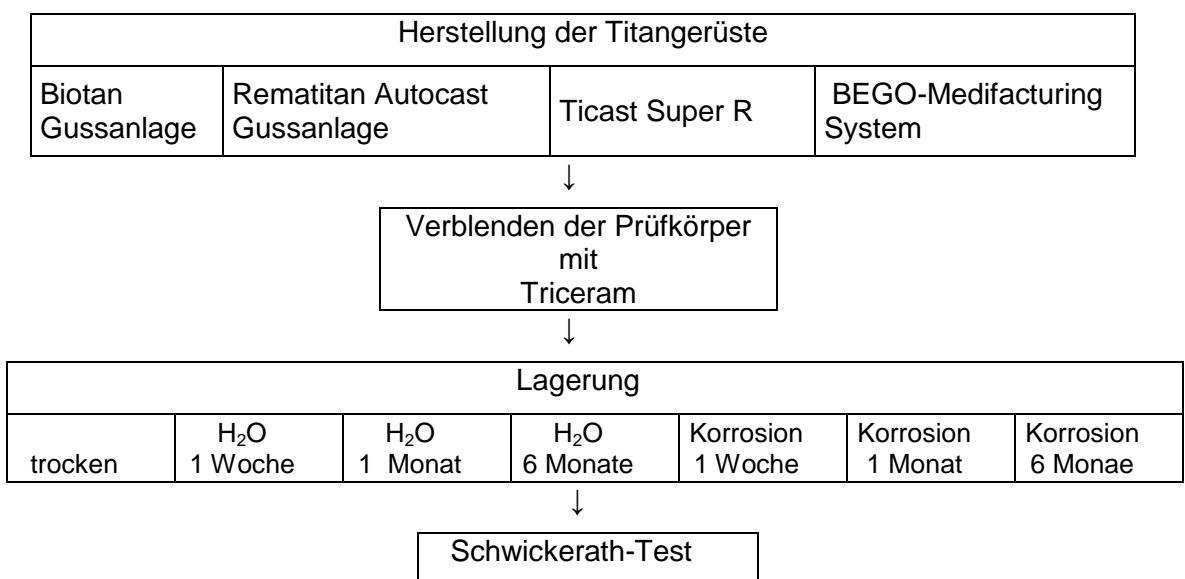 Herstellung der Titangerüste
Biotan
Gussanlage
Rematitan Autocast
Gussanlage
Ticast Super R
BEGO-Medifacturing
System
↓
Verblenden der Prüfkörper
mit
Triceram
↓
Lagerung
trocken
H₂O
1 Woche
H₂O
1 Monat
H₂O
6 Monate
Korrosion
1 Woche
Korrosion
1 Monat
Korrosion
6 Monae
↓
Schwickerath-Test